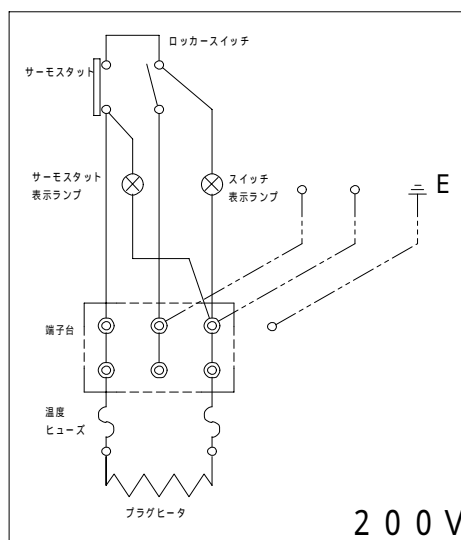 ロッカースイッチ
サーモスタット
サーモスタット
表示ランプ
スイッチ
表示ランプ
E
端子台
温度
ヒューズ
プラグヒータ
200V